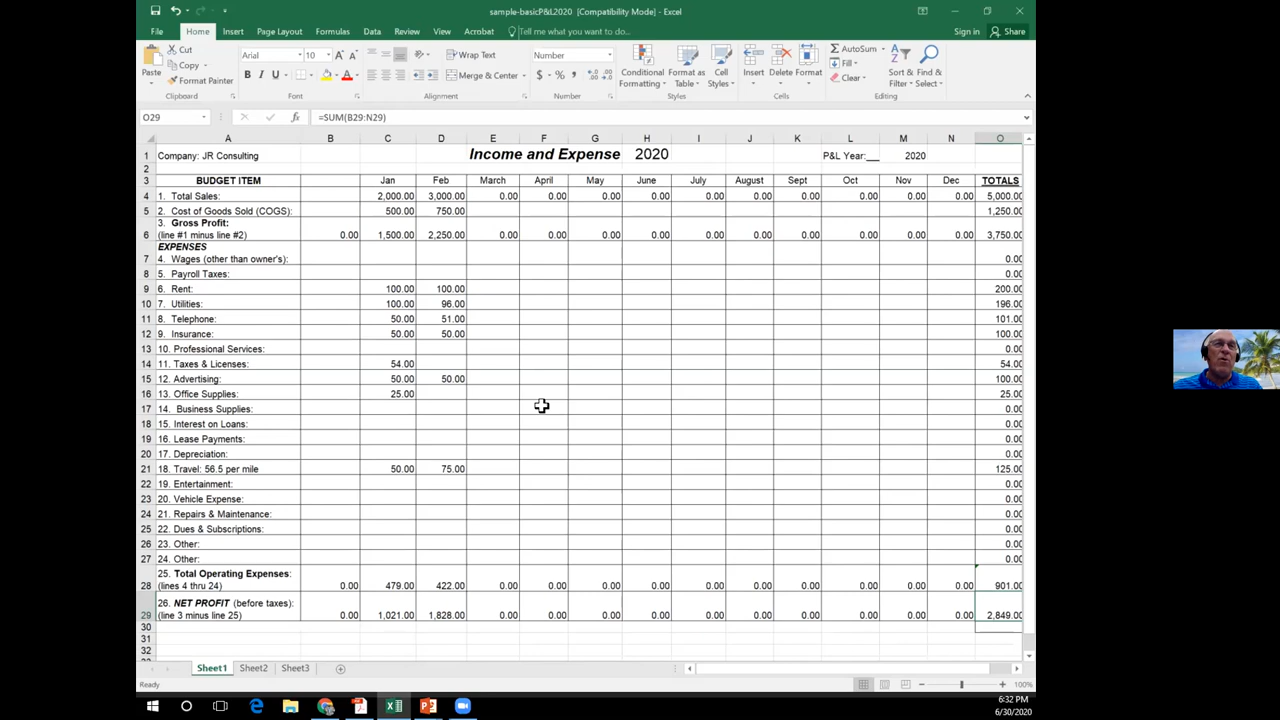 sample-basicP&L2020 [Compatibility Mode] - Excel
File Home Insert Page Layout Formulas Data Review View Acrobat Tell me what you want to do... Sign in Share
Paste Cut Copy Format Painter Clipboard
Arial 10 A A B I U A Font
Wrap Text Merge & Center Alignment
Number $ % , Number
Conditional Formatting Format as Table Cell Styles Styles
Insert Delete Format Cells
AutoSum Fill Clear Sort & Filter Find & Select Editing
O29 fx =SUM(B29:N29)
A B C D E F G H I J K L M N O
1 Company: JR Consulting Income and Expense 2020 P&L Year:___ 2020
2
3 BUDGET ITEM Jan Feb March April May June July August Sept Oct Nov Dec TOTALS
4 1. Total Sales: 2,000.00 3,000.00 0.00 0.00 0.00 0.00 0.00 0.00 0.00 0.00 0.00 0.00 5,000.00
5 2. Cost of Goods Sold (COGS): 500.00 750.00 1,250.00
3. Gross Profit:
6 (line #1 minus line #2) 0.00 1,500.00 2,250.00 0.00 0.00 0.00 0.00 0.00 0.00 0.00 0.00 0.00 0.00 3,750.00
EXPENSES
7 4. Wages (other than owner's): 0.00
8 5. Payroll Taxes: 0.00
9 6. Rent: 100.00 100.00 200.00
10 7. Utilities: 100.00 96.00 196.00
11 8. Telephone: 50.00 51.00 101.00
12 9. Insurance: 50.00 50.00 100.00
13 10. Professional Services: 0.00
14 11. Taxes & Licenses: 54.00 54.00
15 12. Advertising: 50.00 50.00 100.00
16 13. Office Supplies: 25.00 25.00
17 14. Business Supplies: 0.00
18 15. Interest on Loans: 0.00
19 16. Lease Payments: 0.00
20 17. Depreciation: 0.00
21 18. Travel: 56.5 per mile 50.00 75.00 125.00
22 19. Entertainment: 0.00
23 20. Vehicle Expense: 0.00
24 21. Repairs & Maintenance: 0.00
25 22. Dues & Subscriptions: 0.00
26 23. Other: 0.00
27 24. Other: 0.00
25. Total Operating Expenses:
28 (lines 4 thru 24) 0.00 479.00 422.00 0.00 0.00 0.00 0.00 0.00 0.00 0.00 0.00 0.00 0.00 901.00
26. NET PROFIT (before taxes):
29 (line 3 minus line 25) 0.00 1,021.00 1,828.00 0.00 0.00 0.00 0.00 0.00 0.00 0.00 0.00 0.00 0.00 2,849.00
30
31
32
Sheet1 Sheet2 Sheet3
Ready 100%
6:32 PM
6/30/2020